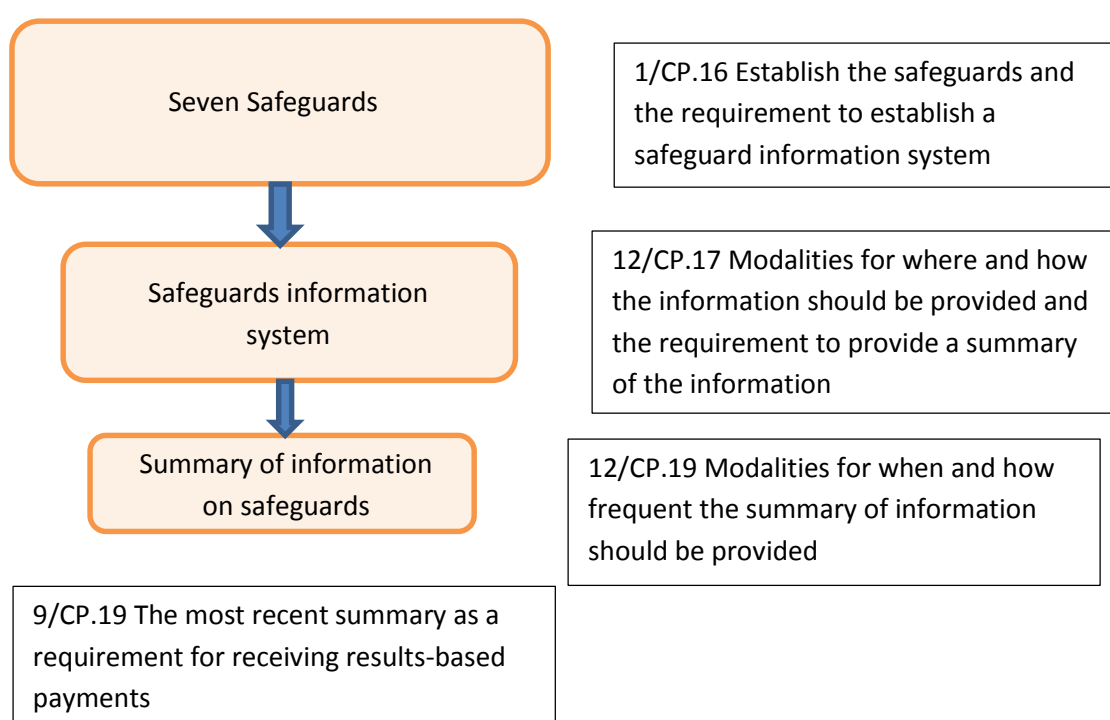 Seven Safeguards
1/CP.16 Establish the safeguards and
the requirement to establish a
safeguard information system
Safeguards information
system
12/CP.17 Modalities for where and how
the information should be provided and
the requirement to provide a summary
of the information
Summary of information
on safeguards
12/CP.19 Modalities for when and how
frequent the summary of information
should be provided
9/CP.19 The most recent summary as a
requirement for receiving results-based
payments